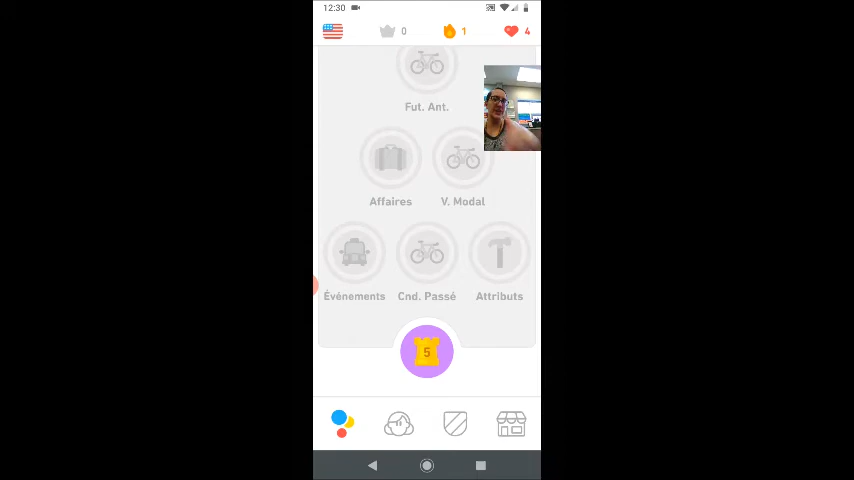 12:30
0
1
4
Fut. Ant.
Affaires
V. Modal
Événements
Cnd. Passé
Attributs
5